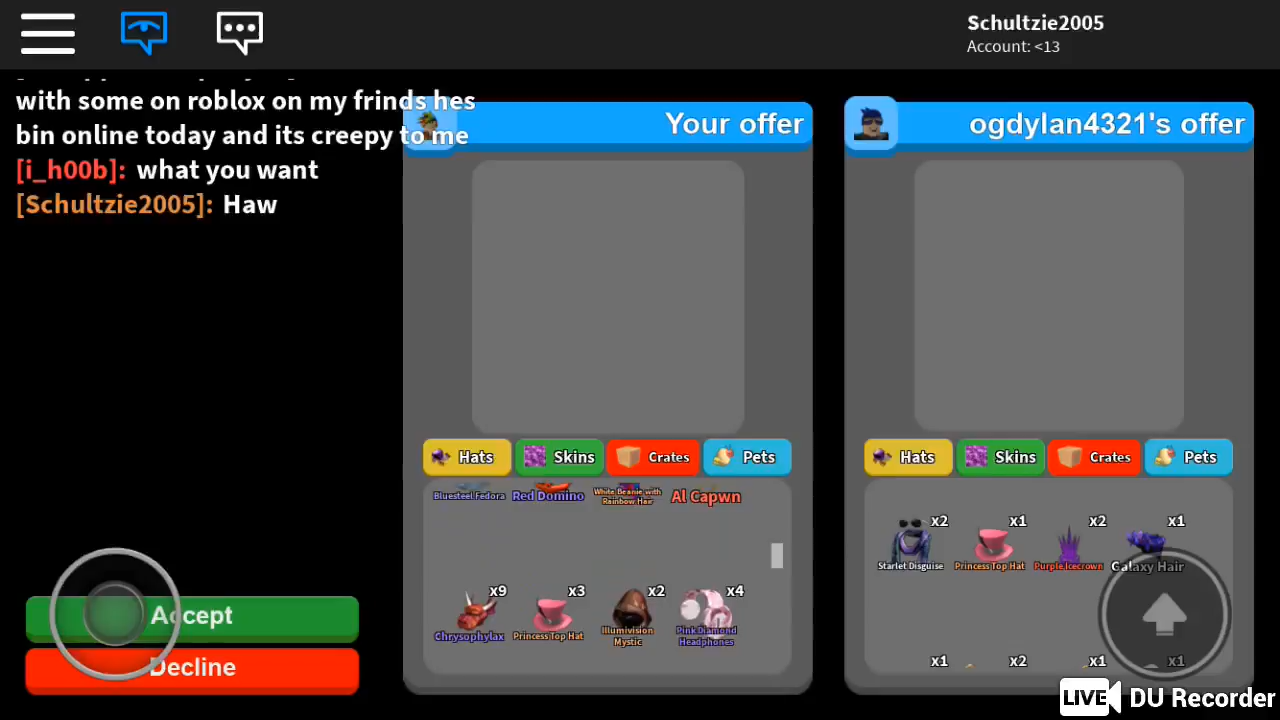 Schultzie2005
Account: <13
with some on roblox on my frinds hes
bin online today and its creepy to me
[i_h00b]: what you want
[Schultzie2005]: Haw
Your offer
ogdylan4321's offer
Hats
Skins
Crates
Pets
Hats
Skins
Crates
Pets
Bluesteel Fedora
Red Domino
White Beanie with
Rainbow Hair
Al Capwn
x9
x3
x2
x4
Chrysophylax
Princess Top Hat
Illumivision
Mystic
Pink Diamond
Headphones
x2
x1
x2
x1
Starlet Disguise
Princess Top Hat
Purple Icecrown
Galaxy Hair
x1
x2
x1
x1
Accept
Decline
LIVE
DU Recorder